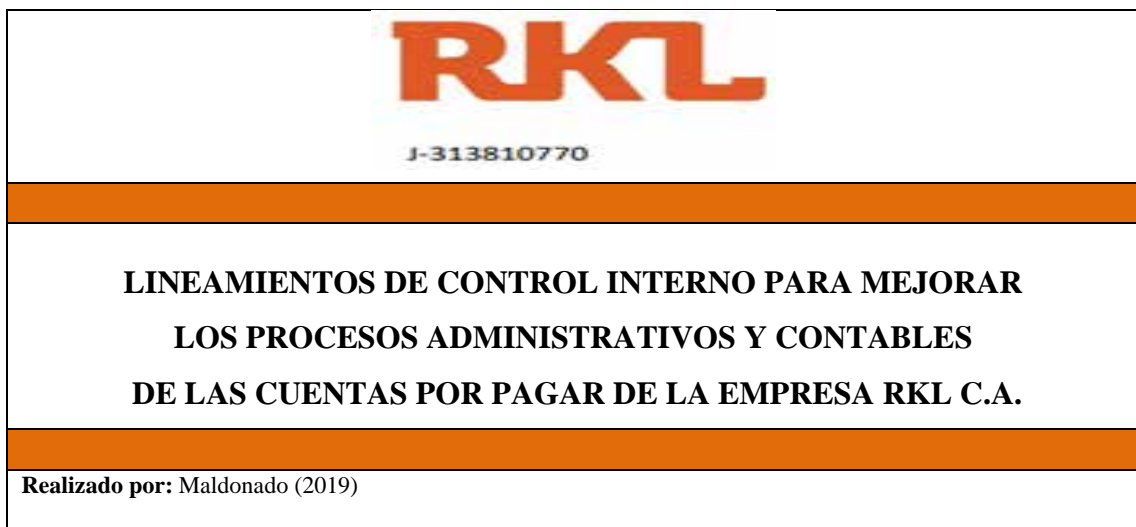 RKL
J-313810770
LINEAMIENTOS DE CONTROL INTERNO PARA MEJORAR
LOS PROCESOS ADMINISTRATIVOS Y CONTABLES
DE LAS CUENTAS POR PAGAR DE LA EMPRESA RKL C.A.
Realizado por: Maldonado (2019)